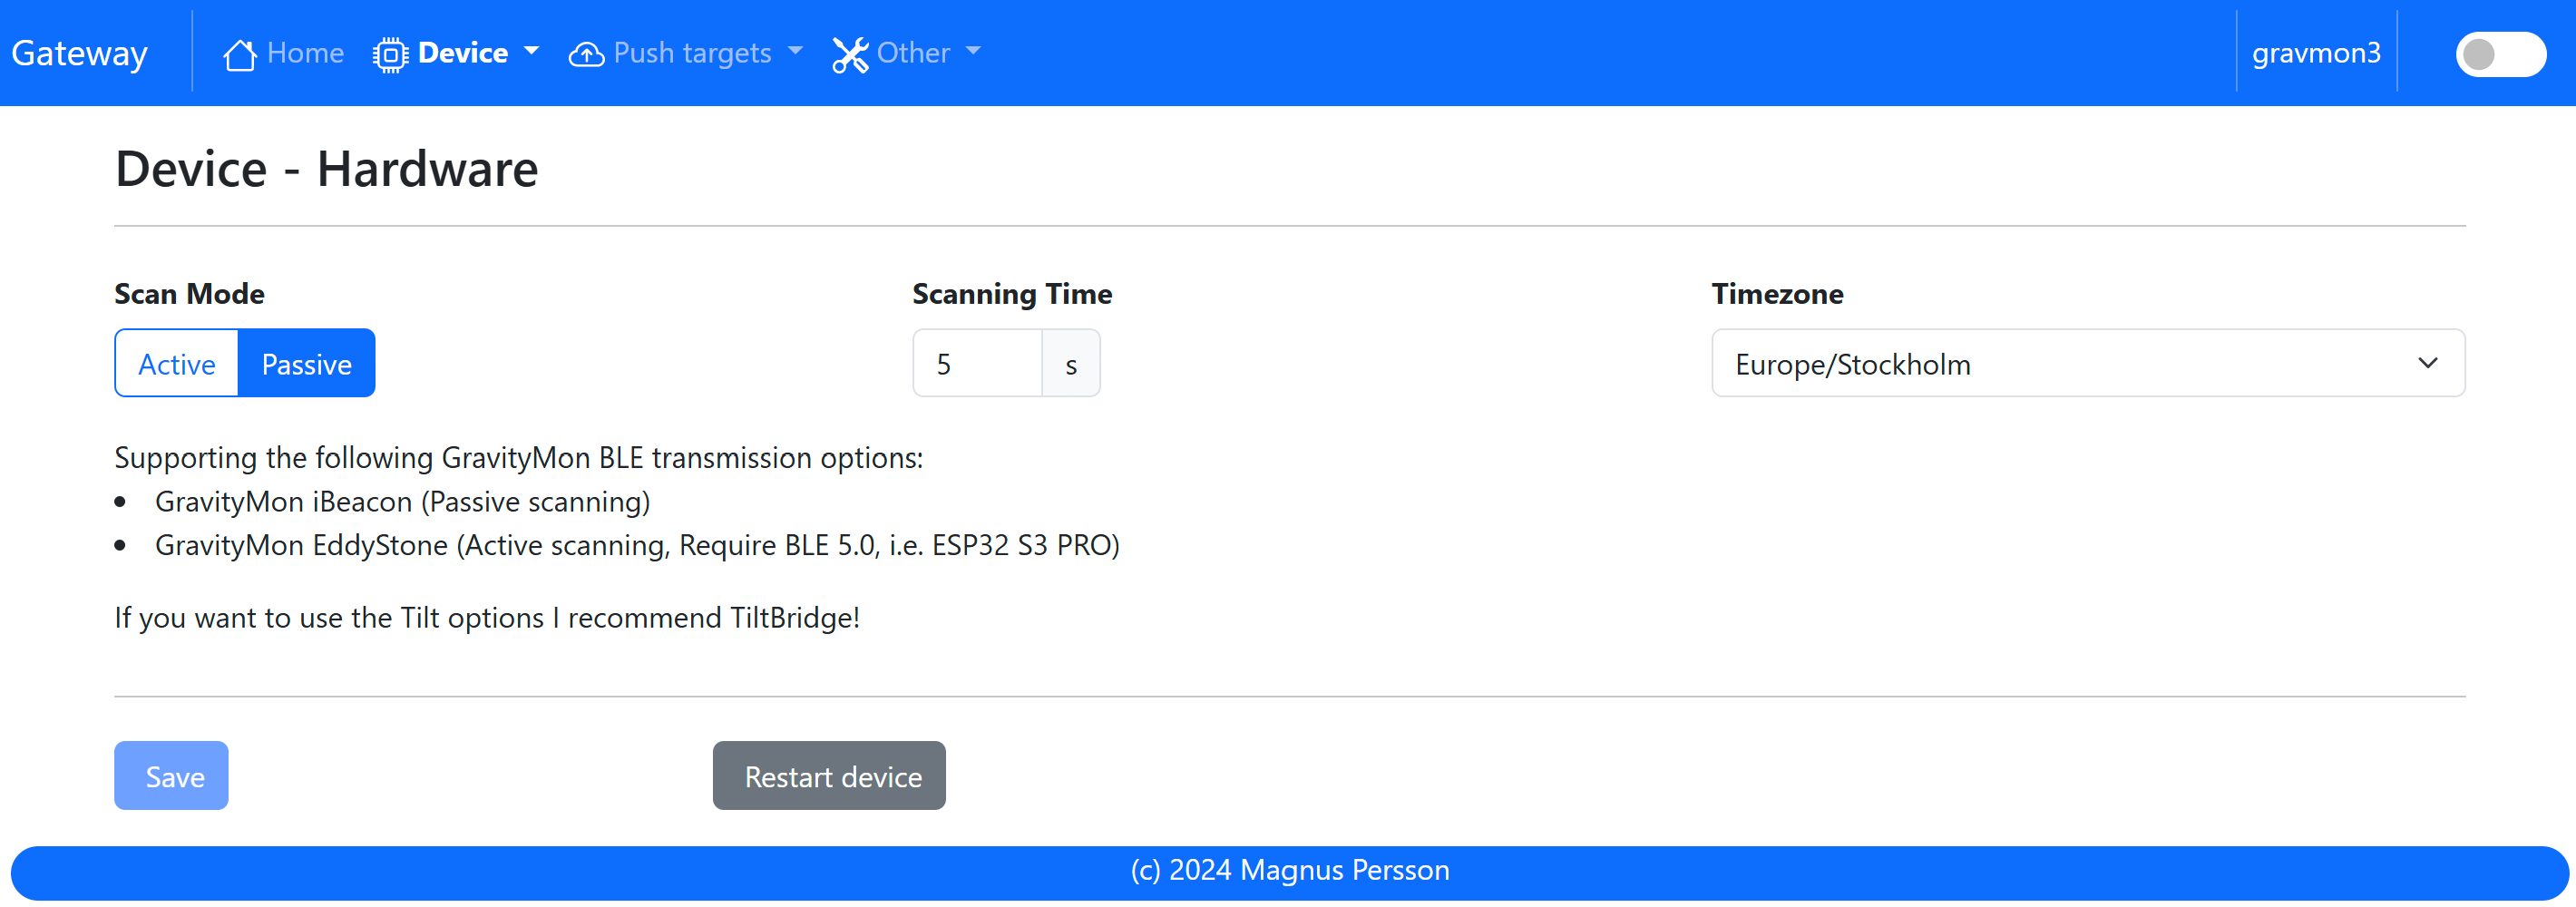 Gateway Home Device Push targets Other gravmon3
Device - Hardware
Scan Mode Scanning Time Timezone
Active Passive 5 s Europe/Stockholm
Supporting the following GravityMon BLE transmission options:
• GravityMon iBeacon (Passive scanning)
• GravityMon EddyStone (Active scanning, Require BLE 5.0, i.e. ESP32 S3 PRO)
If you want to use the Tilt options I recommend TiltBridge!
Save Restart device
(c) 2024 Magnus Persson